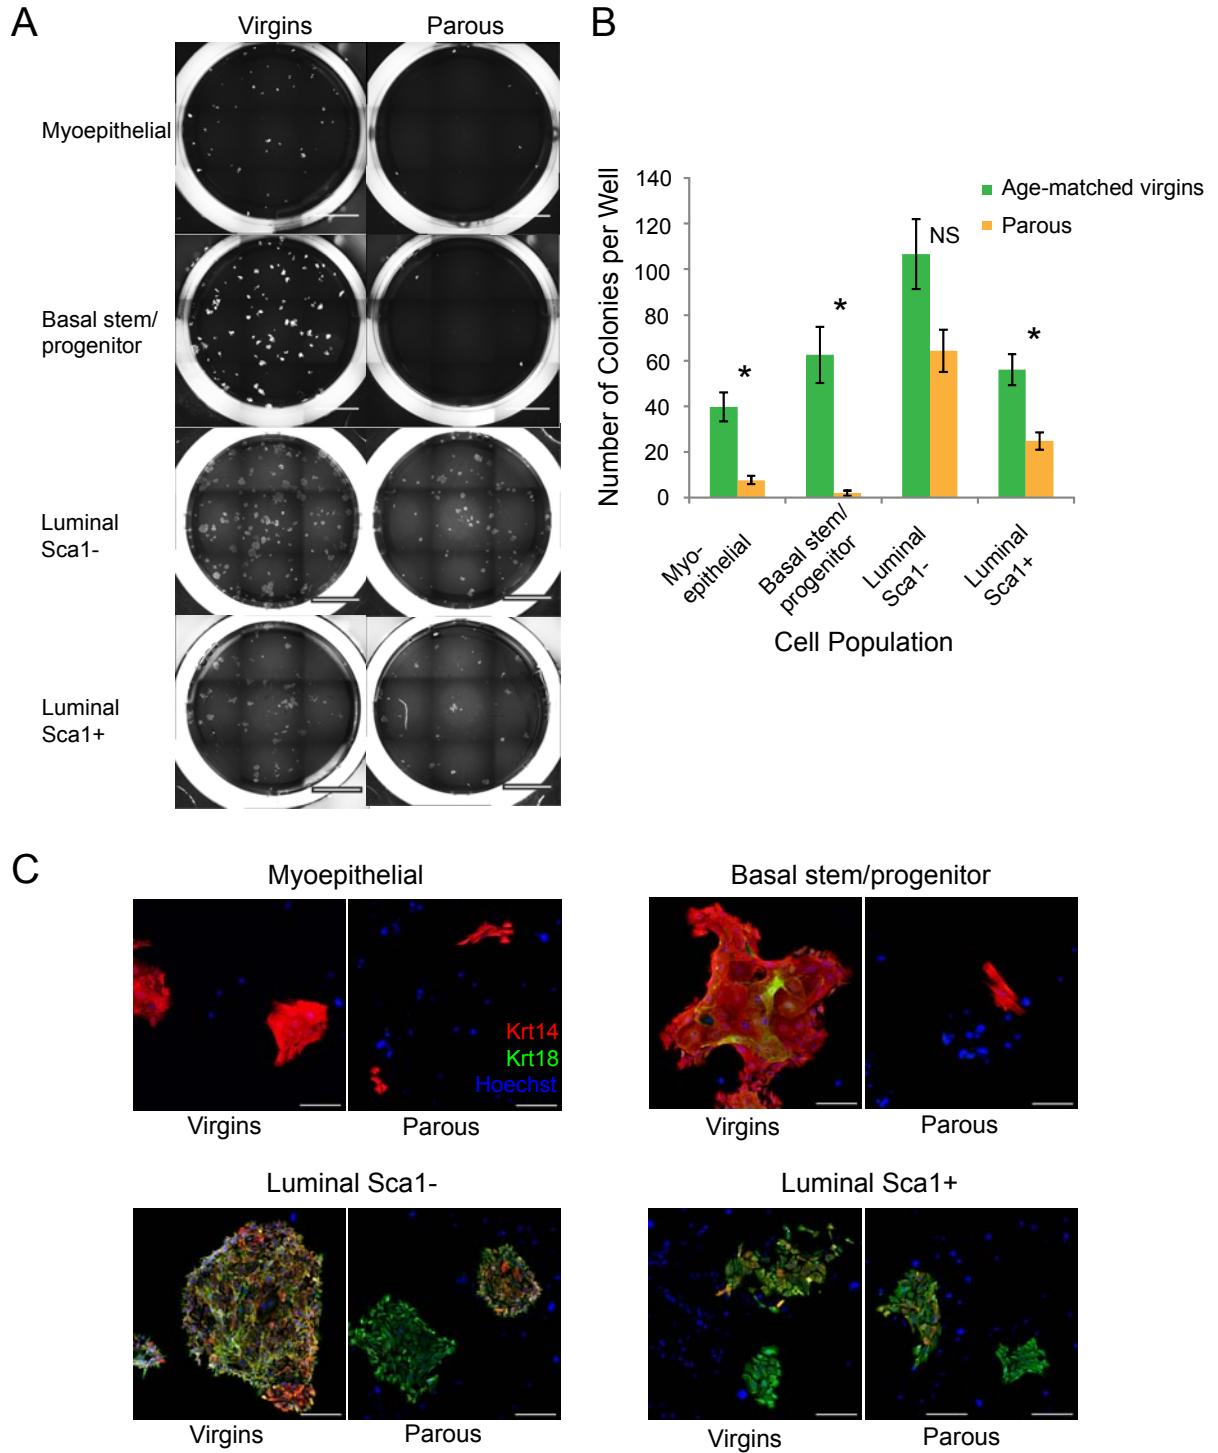 A
Virgins
Parous
Myoepithelial
Basal stem/
progenitor
Luminal
Sca1-
Luminal
Sca1+
B
Number of Colonies per Well
140
120
100
80
60
40
20
0
Age-matched virgins
Parous
*
*
NS
*
Myo-
epithelial
Basal stem/
progenitor
Luminal
Sca1-
Luminal
Sca1+
Cell Population
C
Myoepithelial
Krt14
Krt18
Hoechst
Virgins
Parous
Basal stem/progenitor
Virgins
Parous
Luminal Sca1-
Virgins
Parous
Luminal Sca1+
Virgins
Parous